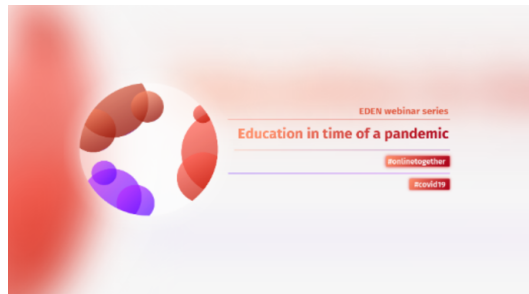 EDEN webinar series
Education in time of a pandemic
#onlinetogether
#covid19